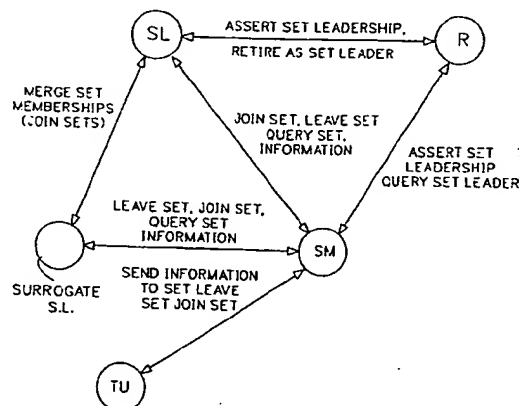 SL
ASSERT SET LEADERSHIP,
RETIRE AS SET LEADER
R
MERGE SET
MEMBERSHIPS
(JOIN SETS)
JOIN SET, LEAVE SET
QUERY SET,
INFORMATION
ASSERT SET
LEADERSHIP
QUERY SET LEADER
LEAVE SET, JOIN SET,
QUERY SET
INFORMATION
SM
SURROGATE
S.L.
SEND INFORMATION
TO SET LEAVE
SET JOIN SET
TU